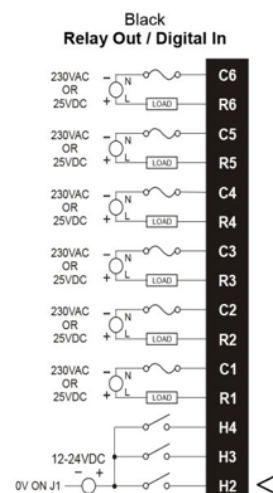 Black
Relay Out / Digital In
230VAC OR 25VDC - + N L LOAD C6 R6
230VAC OR 25VDC - + N L LOAD C5 R5
230VAC OR 25VDC - + N L LOAD C4 R4
230VAC OR 25VDC - + N L LOAD C3 R3
230VAC OR 25VDC - + N L LOAD C2 R2
230VAC OR 25VDC - + N L LOAD C1 R1
H4
12-24VDC H3
- +
0V ON J1 H2